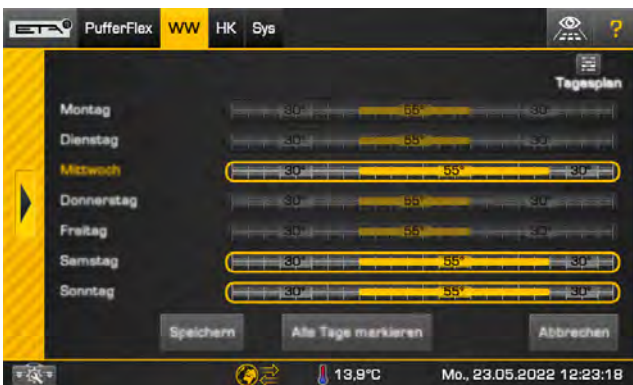 ETA PufferFlex WW HK Sys ?
Tagesplan
Montag 30° 55° 30°
Dienstag 30° 55° 30°
Mittwoch 30° 55° 30°
Donnerstag 30° 55° 30°
Freitag 30° 55° 30°
Samstag 30° 55° 30°
Sonntag 30° 55° 30°
Speichern Alle Tage markieren Abbrechen
13,9°C Mo., 23.05.2022 12:23:18